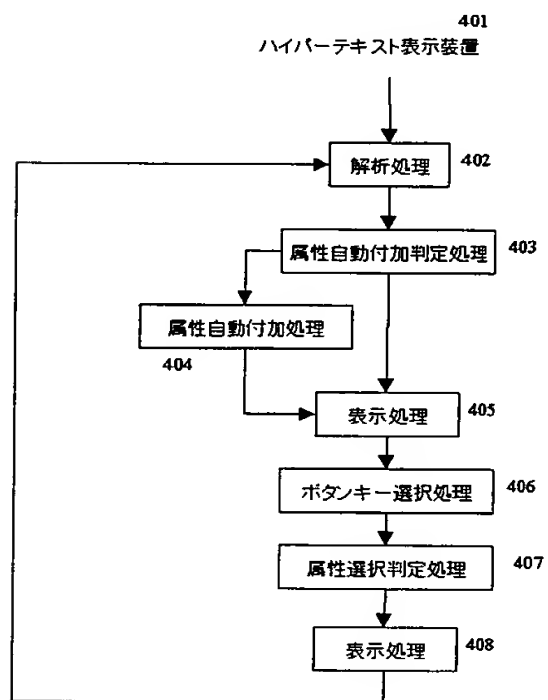 401
ハイパーテキスト表示装置
解析処理 402
属性自動付加判定処理 403
属性自動付加処理
404
表示処理 405
ボタンキー選択処理 406
属性選択判定処理 407
表示処理 408